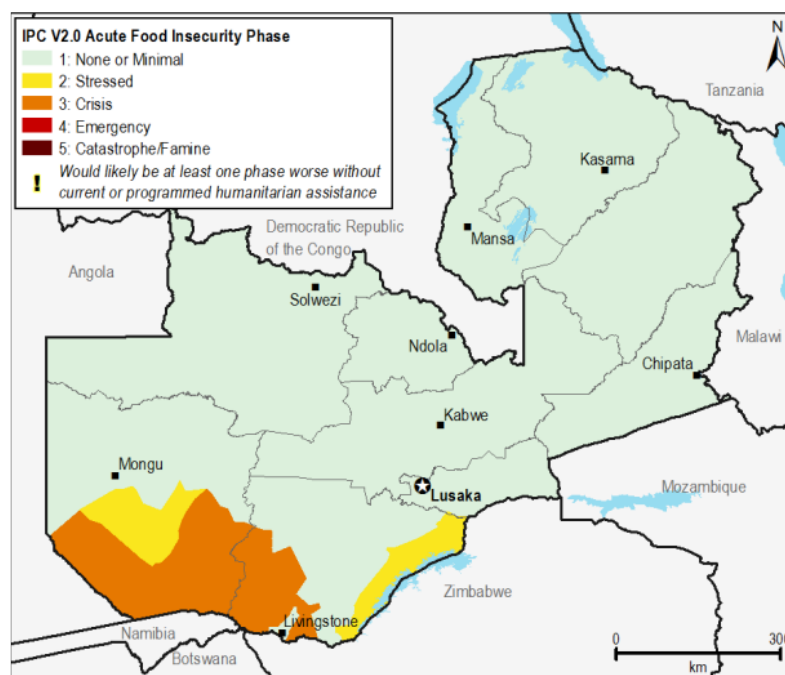 IPC V2.0 Acute Food Insecurity Phase
1: None or Minimal
2: Stressed
3: Crisis
4: Emergency
5: Catastrophe/Famine
! Would likely be at least one phase worse without
current or programmed humanitarian assistance
N
Tanzania
Kasama
Democratic Republic
of the Congo
Mansa
Angola
Solwezi
Ndola
Malawi
Chipata
Kabwe
Mongu
Lusaka
Mozambique
Zimbabwe
Livingstone
Namibia
Botswana
0 300
km